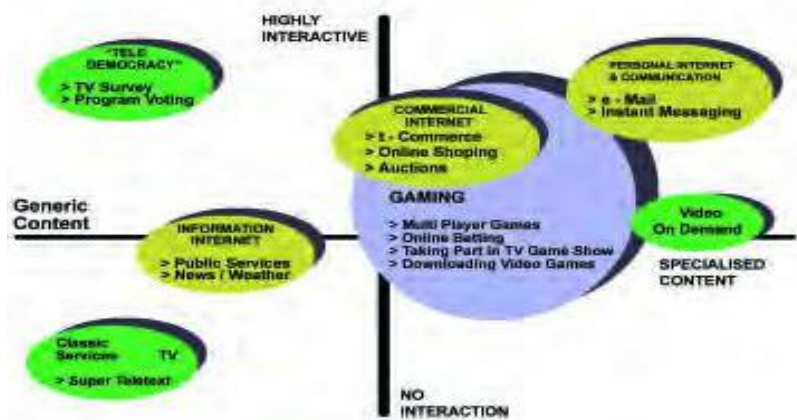 HIGHLY
INTERACTIVE
"TELE
DEMOCRACY"
> TV Survey
> Program Voting
COMMERCIAL
INTERNET
> t - Commerce
> Online Shoping
> Auctions
PERSONAL INTERNET
& COMMUNICATION
> e - Mail
> Instant Messaging
Generic
Content
INFORMATION
INTERNET
> Public Services
> News / Weather
GAMING
> Multi Player Games
> Online Betting
> Taking Part in TV Game Show
> Downloading Video Games
Video
On Demand
SPECIALISED
CONTENT
Classic
Services TV
> Super Teletext
NO
INTERACTION